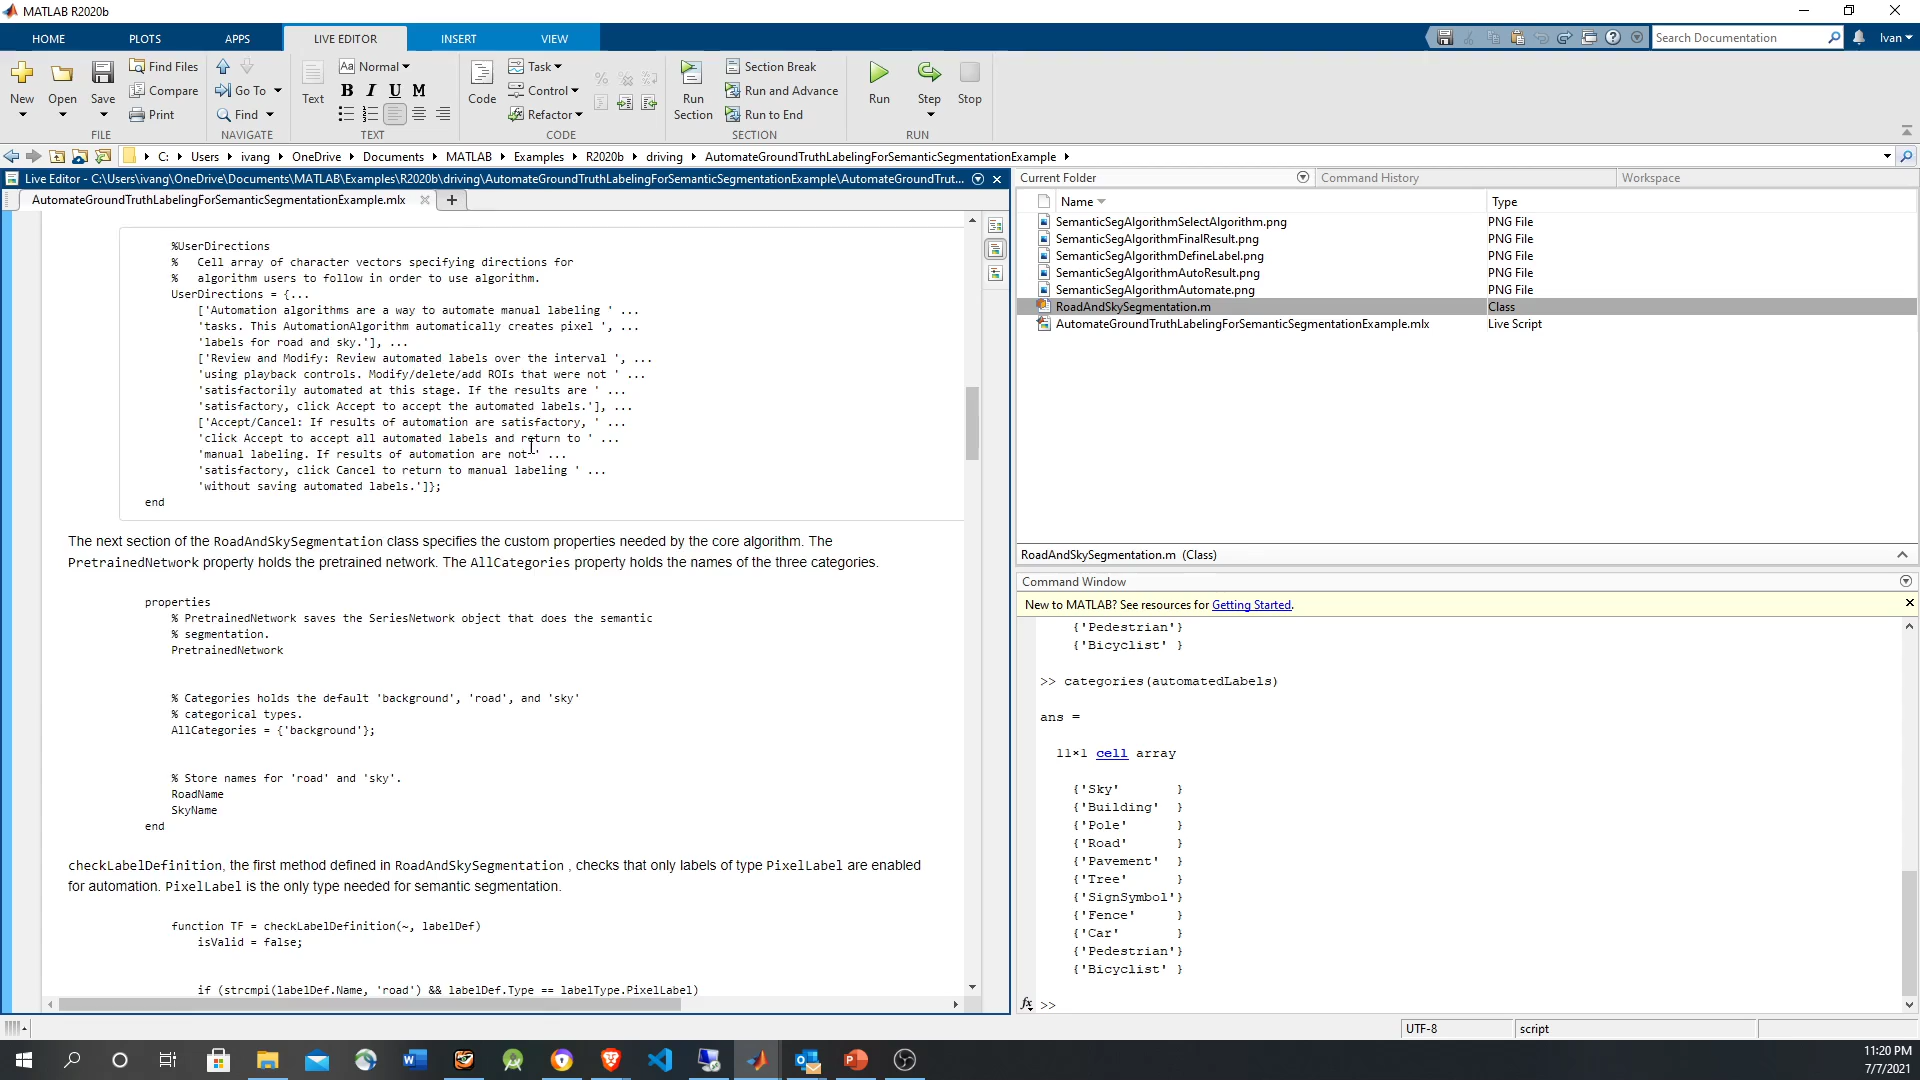 MATLAB R2020b
HOME PLOTS APPS LIVE EDITOR INSERT VIEW
Search Documentation
Ivan
New
Open
Save
Find Files
Compare
Print
FILE
Go To
Find
NAVIGATE
Text
Aa Normal
B I U M
TEXT
Code
Task
Control
Refactor
CODE
Run Section
Section Break
Run and Advance
Run to End
SECTION
Run
Step
Stop
RUN
C: Users ivang OneDrive Documents MATLAB Examples R2020b driving AutomateGroundTruthLabelingForSemanticSegmentationExample
Live Editor - C:\Users\ivang\OneDrive\Documents\MATLAB\Examples\R2020b\driving\AutomateGroundTruthLabelingForSemanticSegmentationExample\AutomateGroundTrut...
AutomateGroundTruthLabelingForSemanticSegmentationExample.mlx
%UserDirections
% Cell array of character vectors specifying directions for
% algorithm users to follow in order to use algorithm.
UserDirections = {...
['Automation algorithms are a way to automate manual labeling ' ...
'tasks. This AutomationAlgorithm automatically creates pixel ', ...
'labels for road and sky.'], ...
['Review and Modify: Review automated labels over the interval ', ...
'using playback controls. Modify/delete/add ROIs that were not ' ...
'satisfactorily automated at this stage. If the results are ' ...
'satisfactory, click Accept to accept the automated labels.'], ...
['Accept/Cancel: If results of automation are satisfactory, ' ...
'click Accept to accept all automated labels and return to ' ...
'manual labeling. If results of automation are not ' ...
'satisfactory, click Cancel to return to manual labeling ' ...
'without saving automated labels.']};
end
The next section of the RoadAndSkySegmentation class specifies the custom properties needed by the core algorithm. The
PretrainedNetwork property holds the pretrained network. The AllCategories property holds the names of the three categories.
properties
% PretrainedNetwork saves the SeriesNetwork object that does the semantic
% segmentation.
PretrainedNetwork
% Categories holds the default 'background', 'road', and 'sky'
% categorical types.
AllCategories = {'background'};
% Store names for 'road' and 'sky'.
RoadName
SkyName
end
checkLabelDefinition, the first method defined in RoadAndSkySegmentation , checks that only labels of type PixelLabel are enabled
for automation. PixelLabel is the only type needed for semantic segmentation.
function TF = checkLabelDefinition(~, labelDef)
isValid = false;
if (strcmpi(labelDef.Name, 'road') && labelDef.Type == labelType.PixelLabel)
Current Folder
Command History
Workspace
Name Type
SemanticSegAlgorithmSelectAlgorithm.png PNG File
SemanticSegAlgorithmFinalResult.png PNG File
SemanticSegAlgorithmDefineLabel.png PNG File
SemanticSegAlgorithmAutoResult.png PNG File
SemanticSegAlgorithmAutomate.png PNG File
RoadAndSkySegmentation.m Class
AutomateGroundTruthLabelingForSemanticSegmentationExample.mlx Live Script
RoadAndSkySegmentation.m (Class)
Command Window
New to MATLAB? See resources for Getting Started.
{'Pedestrian'}
{'Bicyclist' }
>> categories(automatedLabels)
ans =
11×1 cell array
{'Sky' }
{'Building' }
{'Pole' }
{'Road' }
{'Pavement' }
{'Tree' }
{'SignSymbol'}
{'Fence' }
{'Car' }
{'Pedestrian'}
{'Bicyclist' }
fx >>
UTF-8
script
11:20 PM
7/7/2021